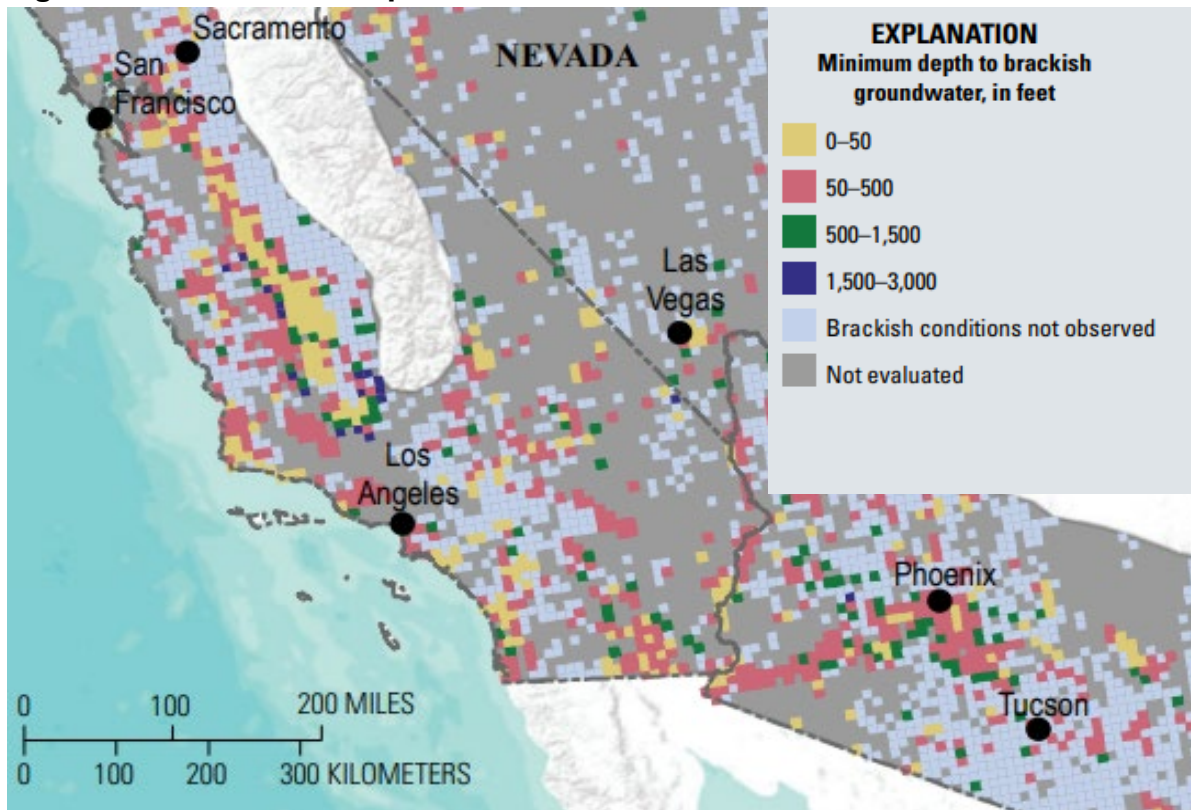 Sacramento
San
Francisco
NEVADA
Las
Vegas
Los
Angeles
Phoenix
Tucson
EXPLANATION
Minimum depth to brackish
groundwater, in feet
0–50
50–500
500–1,500
1,500–3,000
Brackish conditions not observed
Not evaluated
0 100 200 MILES
0 100 200 300 KILOMETERS